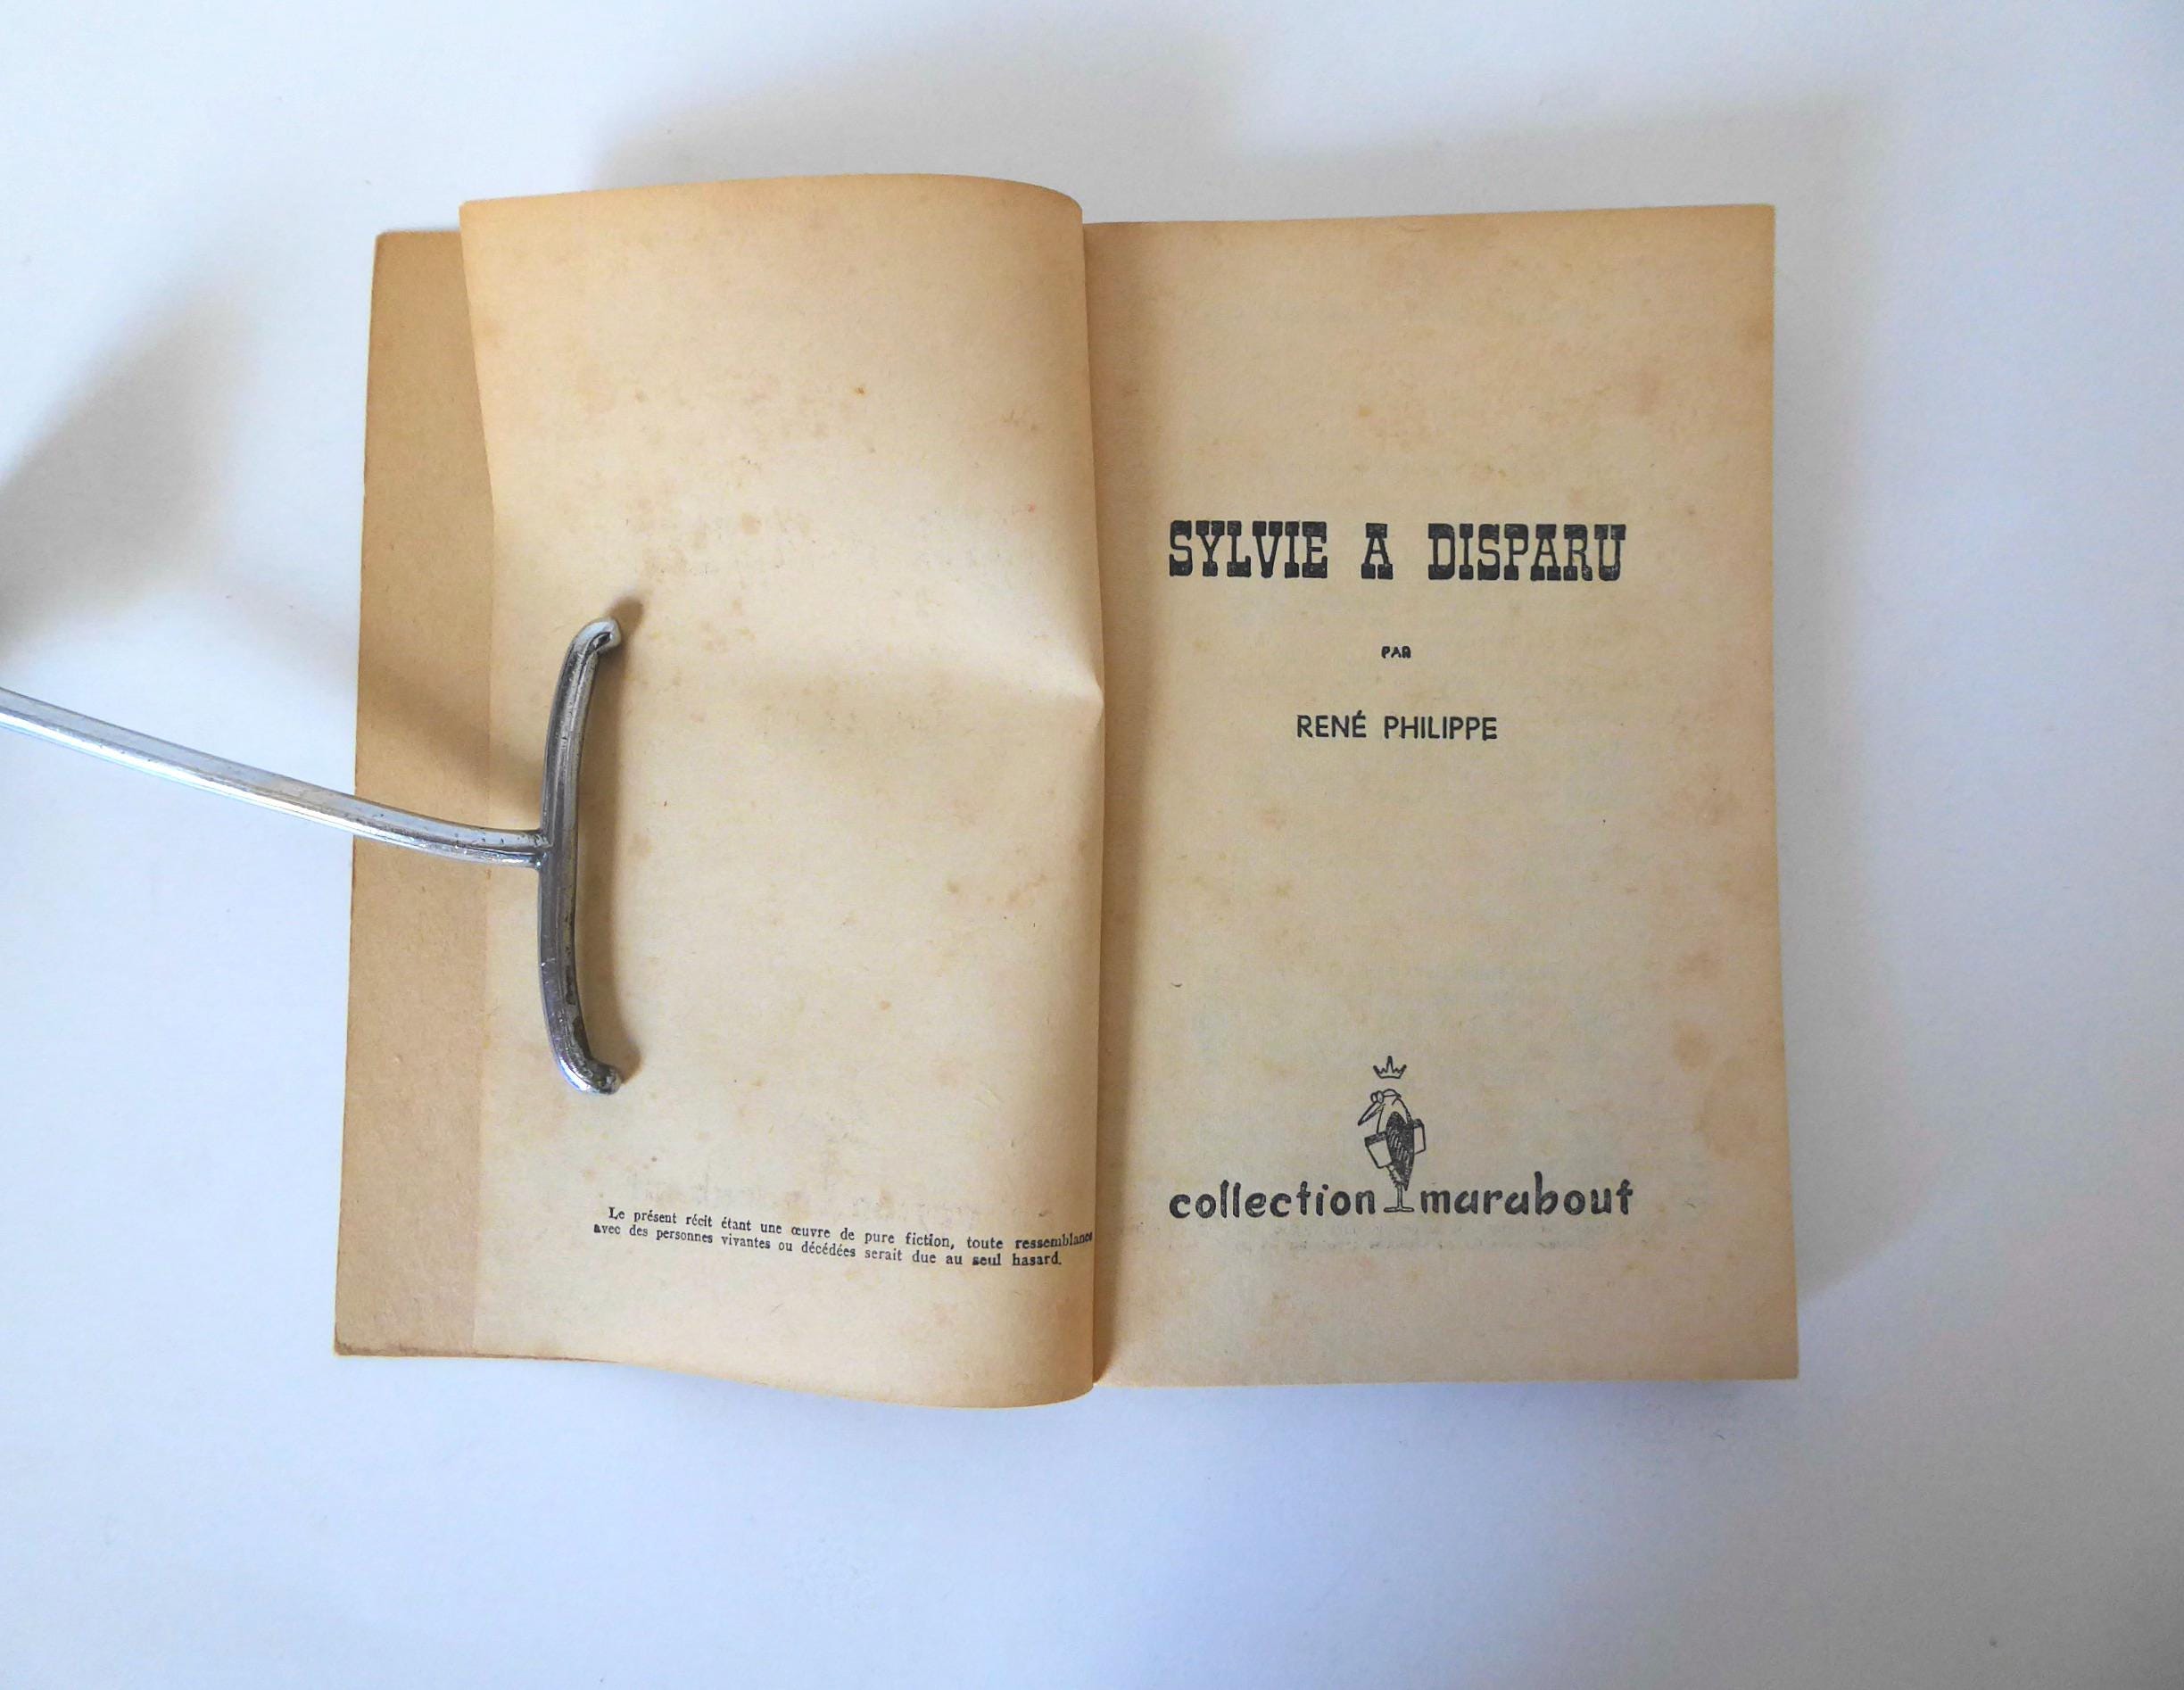 Le présent récit étant une œuvre de pure fiction, toute ressemblance
avec des personnes vivantes ou décédées serait due au seul hasard.
SYLVIE A DISPARU
PAR
RENÉ PHILIPPE
collection marabout